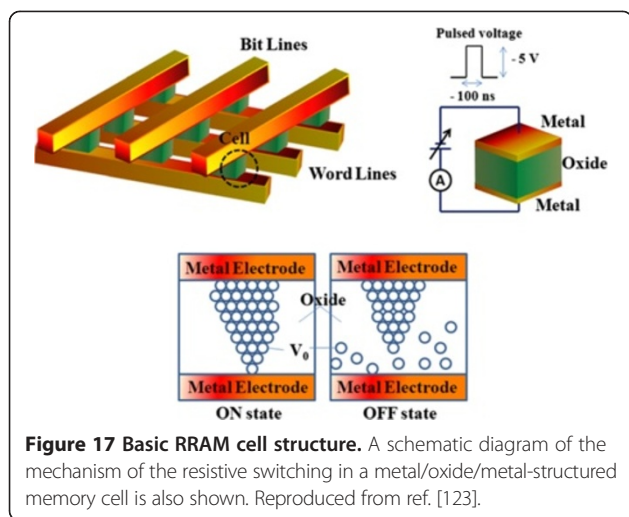 Bit Lines
Cell
Word Lines
Pulsed voltage
- 5 V
- 100 ns
Metal
Oxide
Metal
A
Metal Electrode
Metal Electrode
Oxide
V₀
Metal Electrode
Metal Electrode
ON state
OFF state
Figure 17 Basic RRAM cell structure. A schematic diagram of the
mechanism of the resistive switching in a metal/oxide/metal-structured
memory cell is also shown. Reproduced from ref. [123].